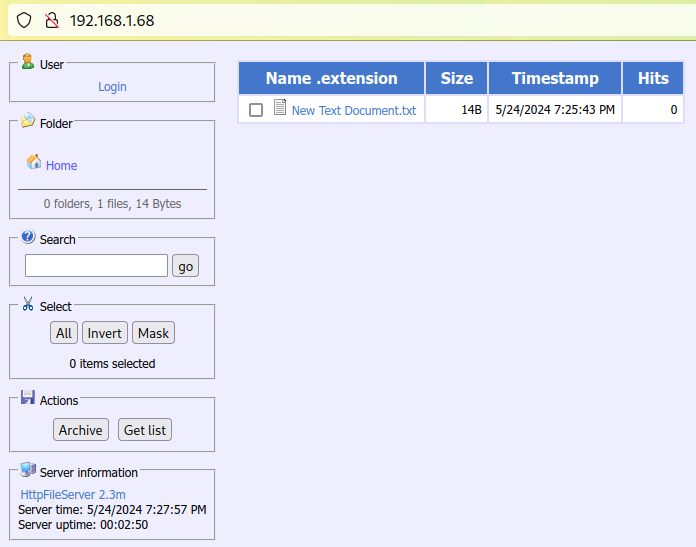 192.168.1.68
User
Login
Folder
Home
0 folders, 1 files, 14 Bytes
Search
go
Select
All Invert Mask
0 items selected
Actions
Archive Get list
Server information
HttpFileServer 2.3m
Server time: 5/24/2024 7:27:57 PM
Server uptime: 00:02:50
Name .extension Size Timestamp Hits
New Text Document.txt 14B 5/24/2024 7:25:43 PM 0